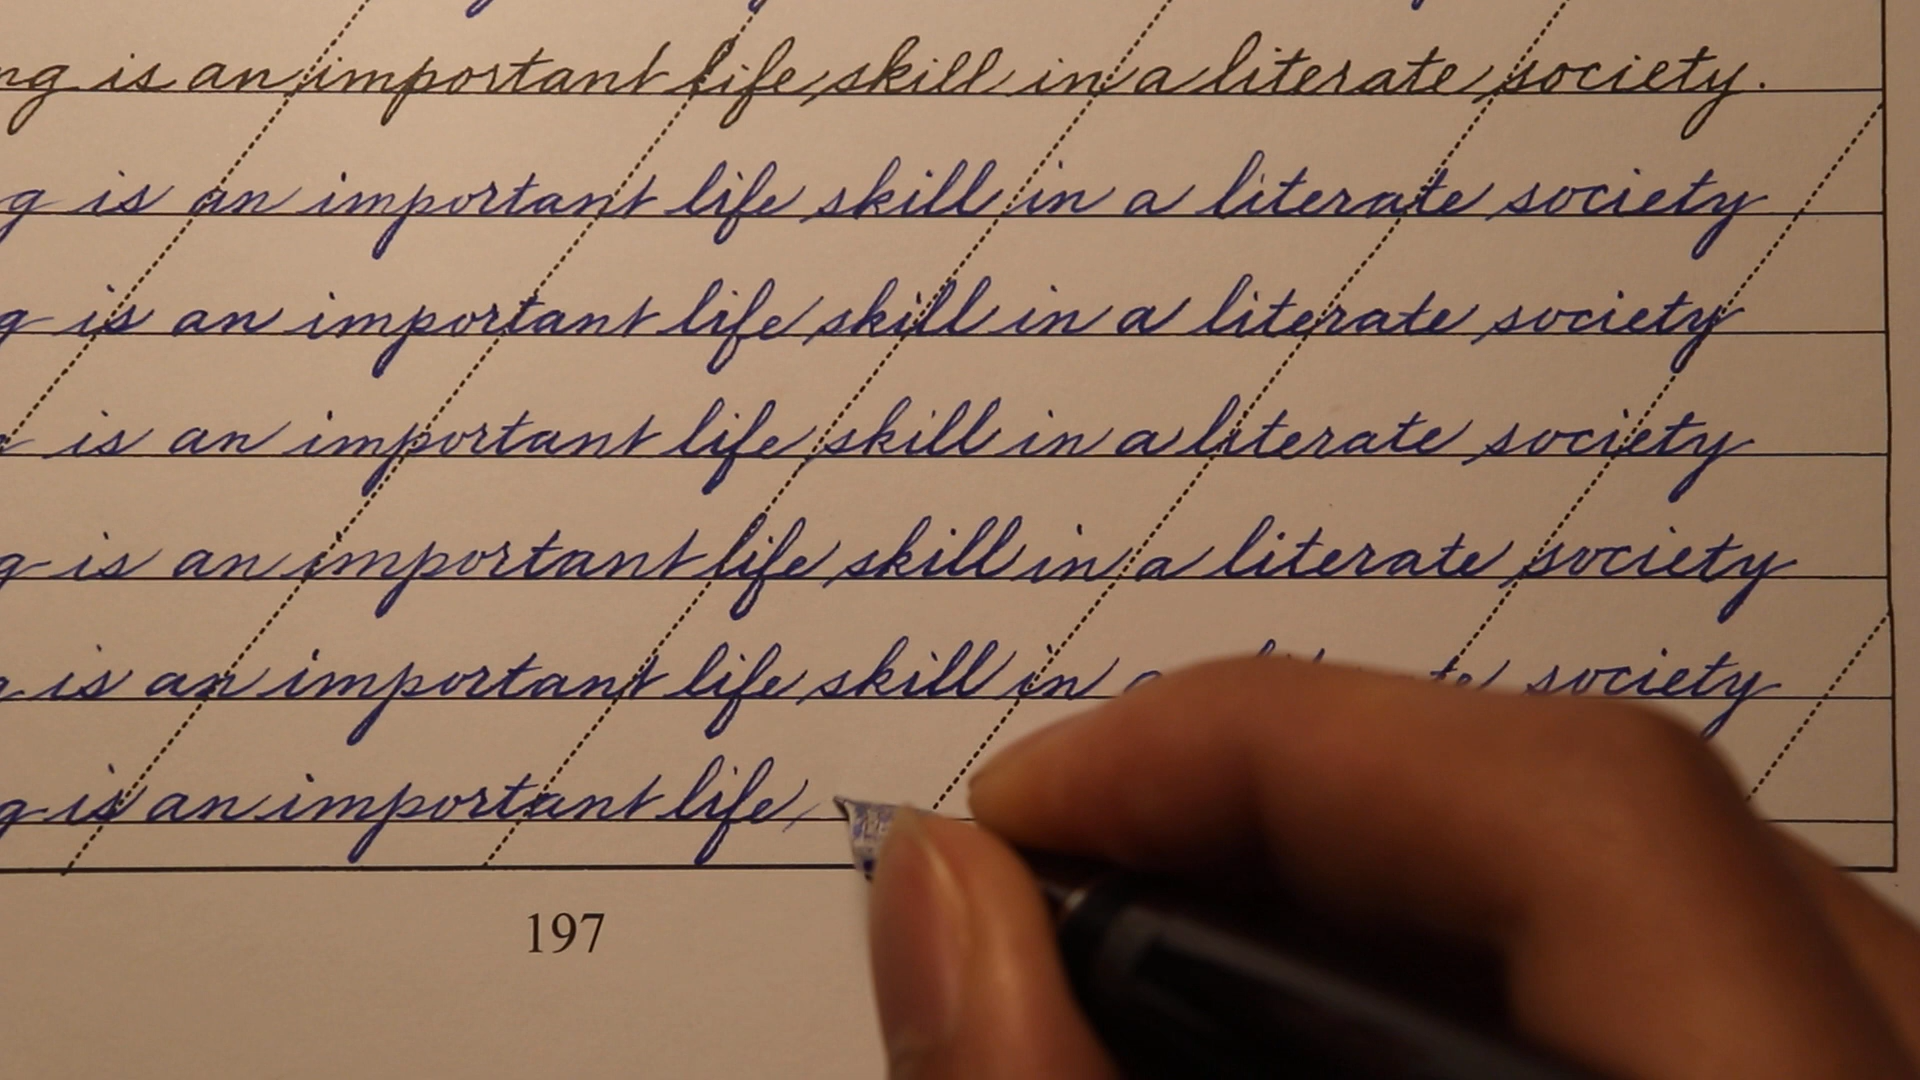 ng is an important life skill in a literate society.
g is an important life skill in a literate society
g is an important life skill in a literate society
is an important life skill in a literate society
g is an important life skill in a literate society
g is an important life skill in a society
g is an important life
197